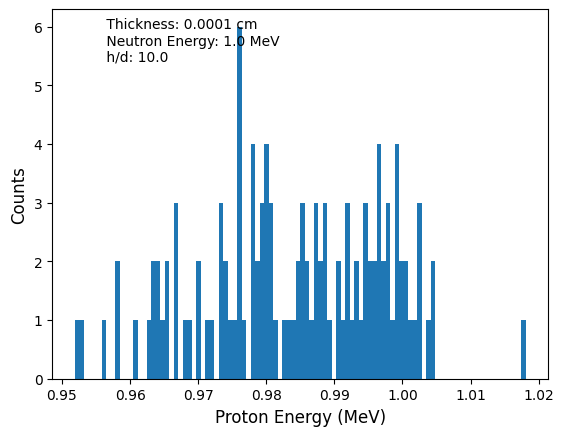 Thickness: 0.0001 cm
Neutron Energy: 1.0 MeV
h/d: 10.0
6
5
4
3
2
1
0
Counts
0.95 0.96 0.97 0.98 0.99 1.00 1.01 1.02
Proton Energy (MeV)